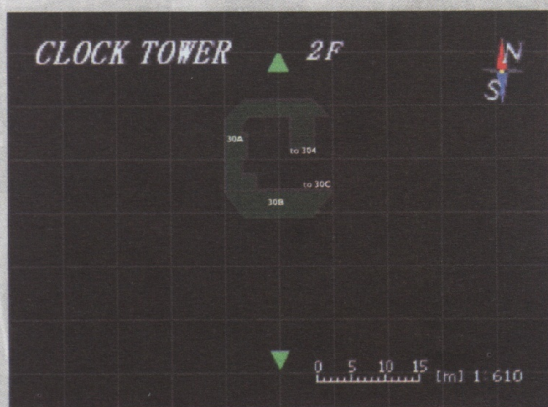 CLOCK TOWER 2F
N
S
30A
to 304
to 30C
30B
0 5 10 15 [m] 1:610